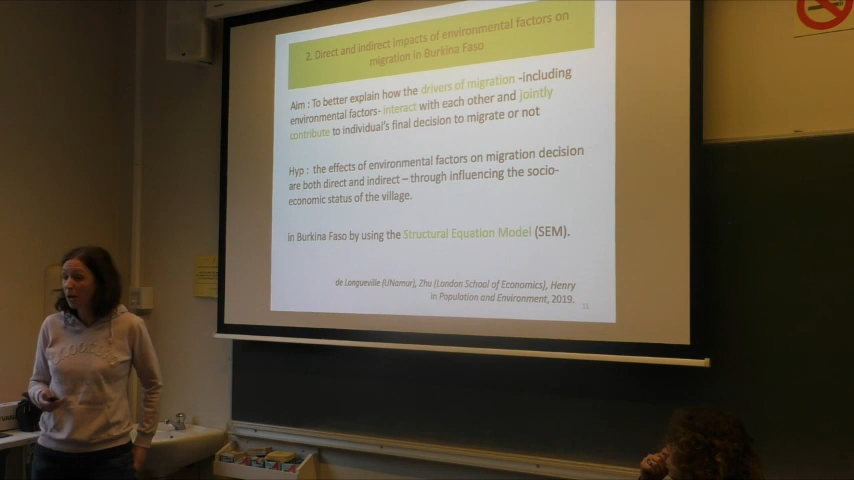 2. Direct and indirect impacts of environmental factors on
migration in Burkina Faso
Aim : To better explain how the drivers of migration -including
environmental factors- interact with each other and jointly
contribute to individual's final decision to migrate or not
Hyp : the effects of environmental factors on migration decision
are both direct and indirect – through influencing the socio-
economic status of the village.
in Burkina Faso by using the Structural Equation Model (SEM).
de Longueville (UNamur), Zhu (London School of Economics), Henry
in Population and Environment, 2019.
11